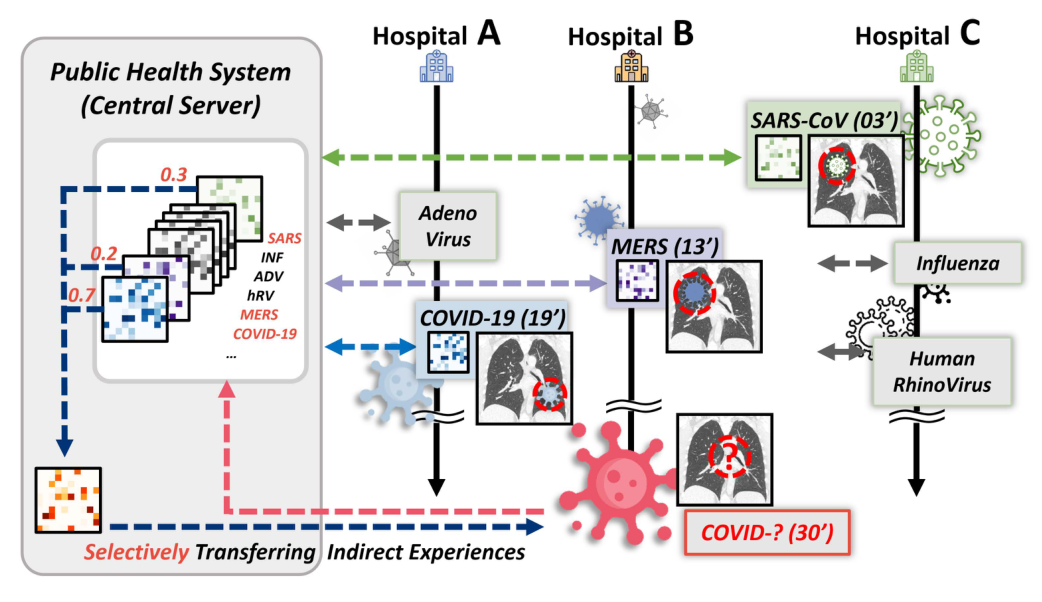 Public Health System
(Central Server)
0.3
0.2
0.7
SARS
INF
ADV
hRV
MERS
COVID-19
...
Selectively Transferring Indirect Experiences
Hospital A
Adeno
Virus
COVID-19 (19’)
Hospital B
MERS (13’)
?
COVID-? (30’)
Hospital C
SARS-CoV (03’)
Influenza
Human
RhinoVirus